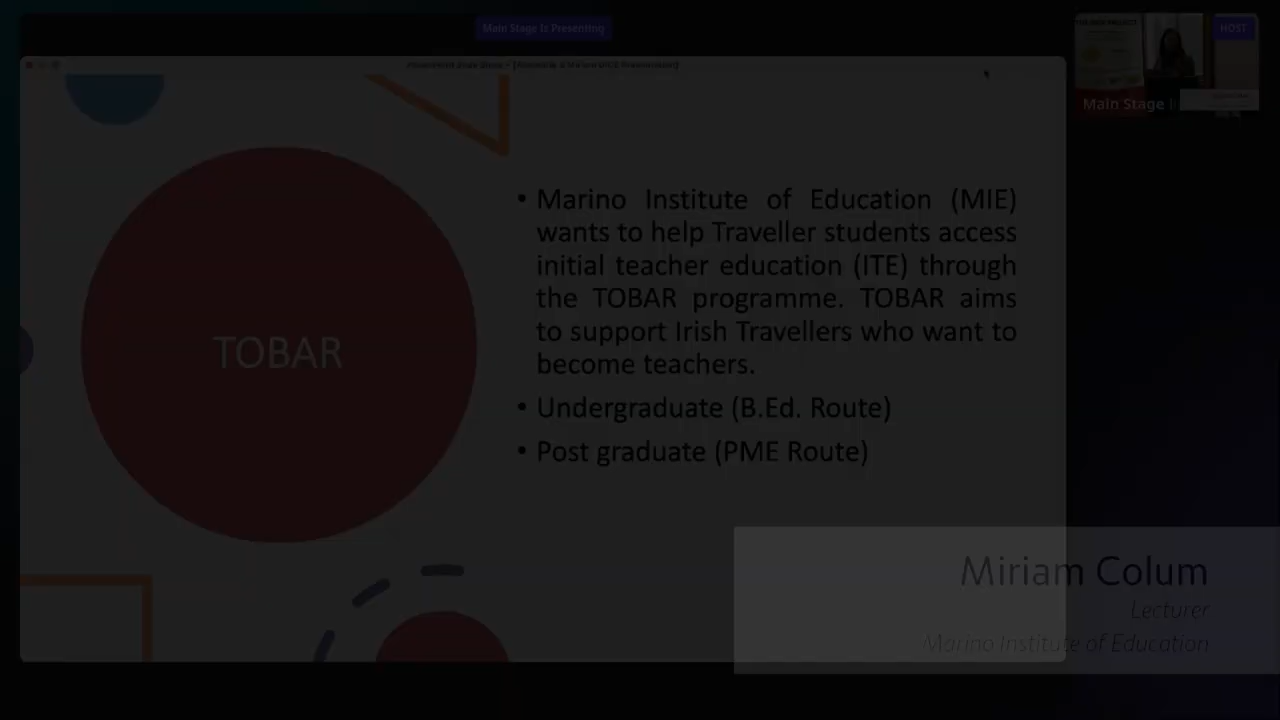 Main Stage Is Presenting
HOST
Main Stage
TOBAR
• Marino Institute of Education (MIE)
wants to help Traveller students access
initial teacher education (ITE) through
the TOBAR programme. TOBAR aims
to support Irish Travellers who want to
become teachers.
• Undergraduate (B.Ed. Route)
• Post graduate (PME Route)
Miriam Colum
Lecturer
Marino Institute of Education